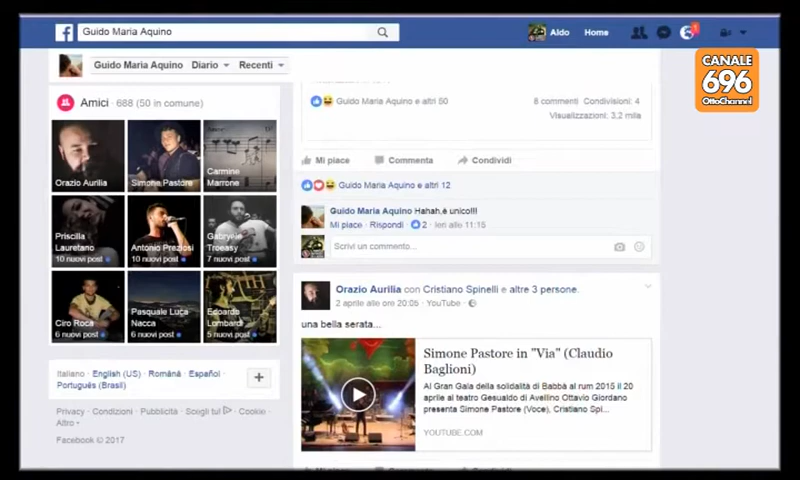 Guido Maria Aquino
Aldo
Home
1
CANALE
696
OttoChannel
Guido Maria Aquino
Diario
Recenti
Amici · 688 (50 in comune)
Orazio Aurilia
Simone Pastore
Carmine
Marrone
Priscilla
Lauretano
10 nuovi post
Antonio Preziosi
10 nuovi post
Gabryele
Troeasy
7 nuovi post
Ciro Roca
6 nuovi post
Pasquale Luca
Nacca
6 nuovi post
Edoardo
Lombardi
5 nuovi post
Italiano · English (US) · Română · Español ·
Português (Brasil)
Privacy · Condizioni · Pubblicità · Scegli tu! · Cookie ·
Altro
Facebook © 2017
Guido Maria Aquino e altri 50
8 commenti Condivisioni: 4
Visualizzazioni: 3,2 mila
Mi piace
Commenta
Condividi
Guido Maria Aquino e altri 12
Guido Maria Aquino Hahah,è unico!!!
Mi piace · Rispondi · 2 · Ieri alle 11:15
Scrivi un commento...
Orazio Aurilia con Cristiano Spinelli e altre 3 persone.
2 aprile alle ore 20:05 · YouTube ·
una bella serata...
Simone Pastore in "Via" (Claudio
Baglioni)
Al Gran Gala della solidalità di Babbà al rum 2015 il 20
aprile al teatro Gesualdo di Avellino Ottavio Giordano
presenta Simone Pastore (Voce), Cristiano Spi...
YOUTUBE.COM